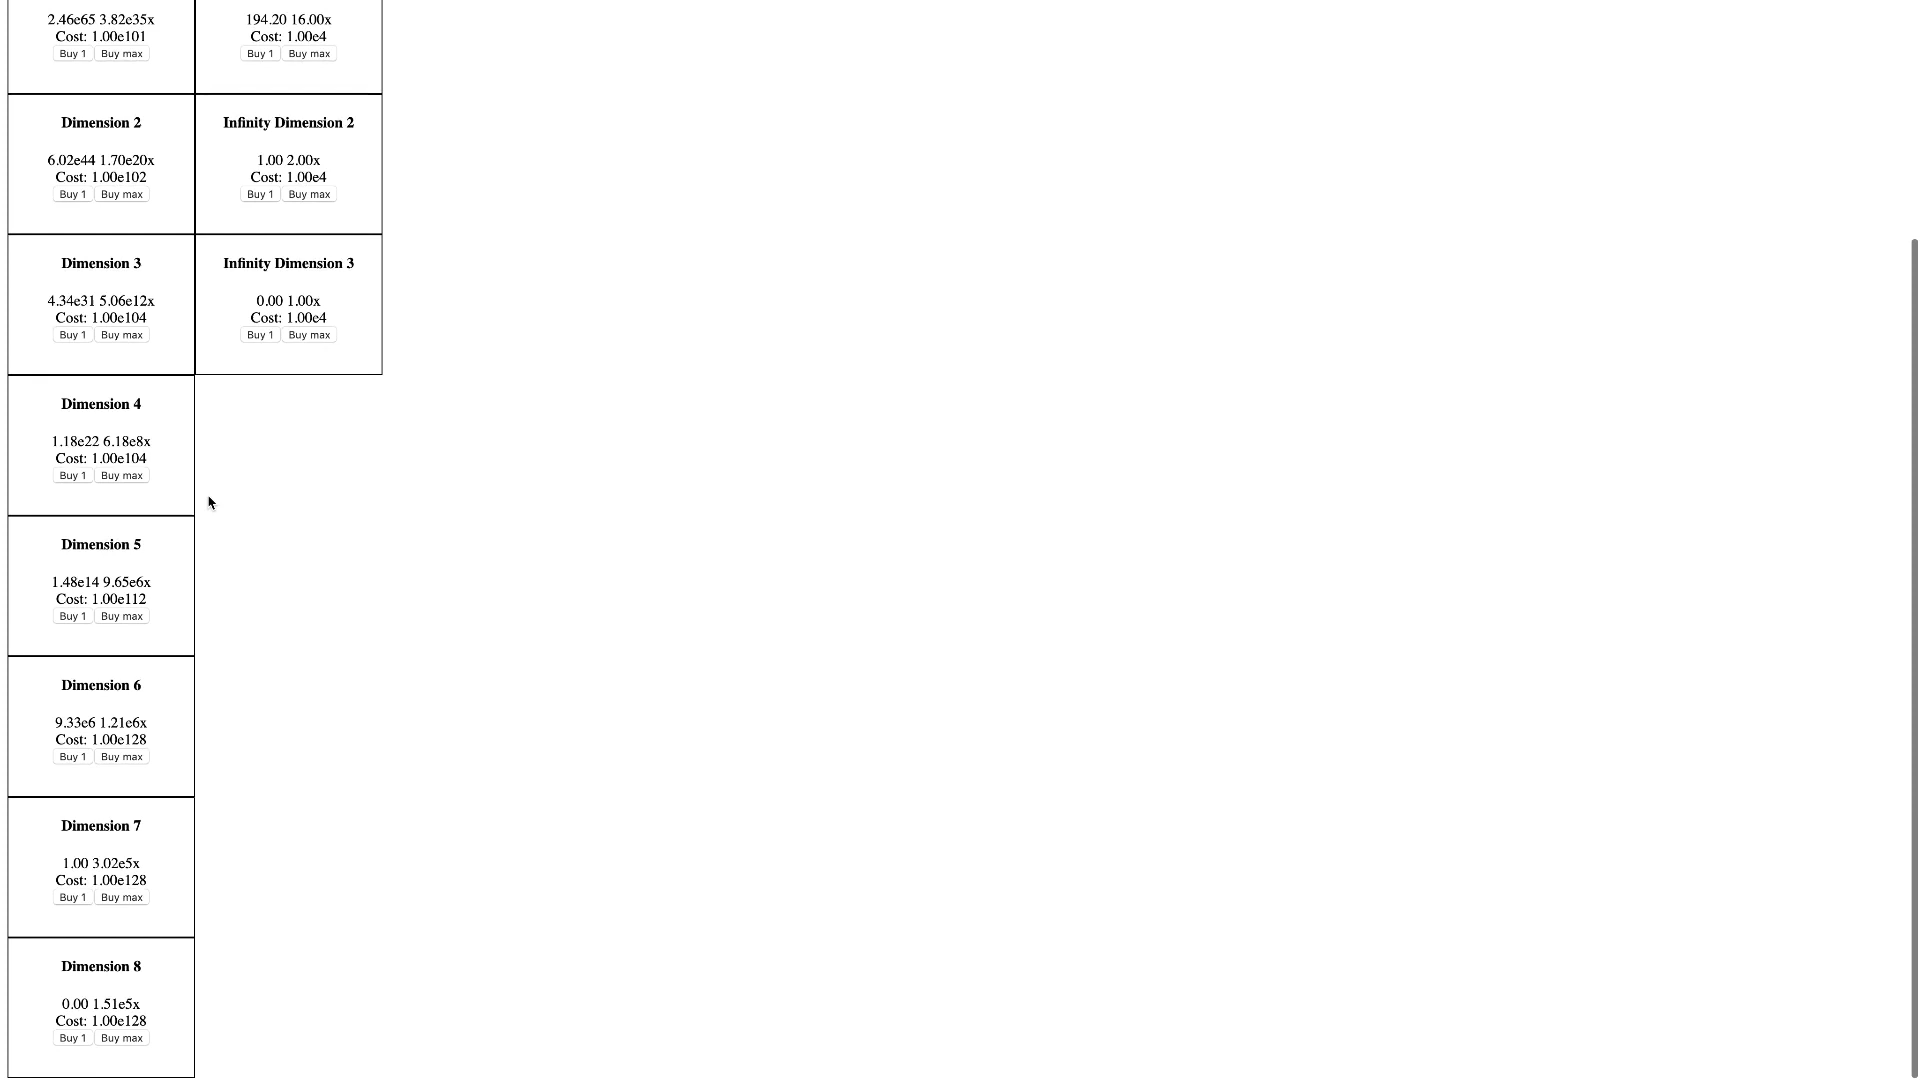 2.46e65 3.82e35x
Cost: 1.00e101
Buy 1 Buy max
194.20 16.00x
Cost: 1.00e4
Buy 1 Buy max
Dimension 2
6.02e44 1.70e20x
Cost: 1.00e102
Buy 1 Buy max
Infinity Dimension 2
1.00 2.00x
Cost: 1.00e4
Buy 1 Buy max
Dimension 3
4.34e31 5.06e12x
Cost: 1.00e104
Buy 1 Buy max
Infinity Dimension 3
0.00 1.00x
Cost: 1.00e4
Buy 1 Buy max
Dimension 4
1.18e22 6.18e8x
Cost: 1.00e104
Buy 1 Buy max
Dimension 5
1.48e14 9.65e6x
Cost: 1.00e112
Buy 1 Buy max
Dimension 6
9.33e6 1.21e6x
Cost: 1.00e128
Buy 1 Buy max
Dimension 7
1.00 3.02e5x
Cost: 1.00e128
Buy 1 Buy max
Dimension 8
0.00 1.51e5x
Cost: 1.00e128
Buy 1 Buy max